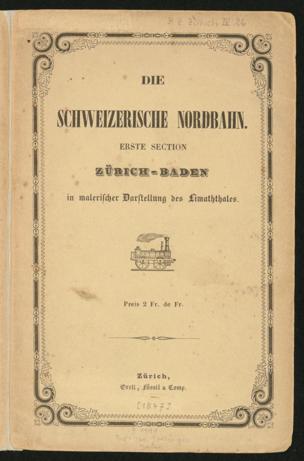 DIE
SCHWEIZERISCHE NORDBAHN.
ERSTE SECTION
ZÜRICH-BADEN
in malerischer Darstellung des Limaththales.
Preis 2 Fr. de Fr.
Zürich,
Orell, Füssli & Comp.
[1847]